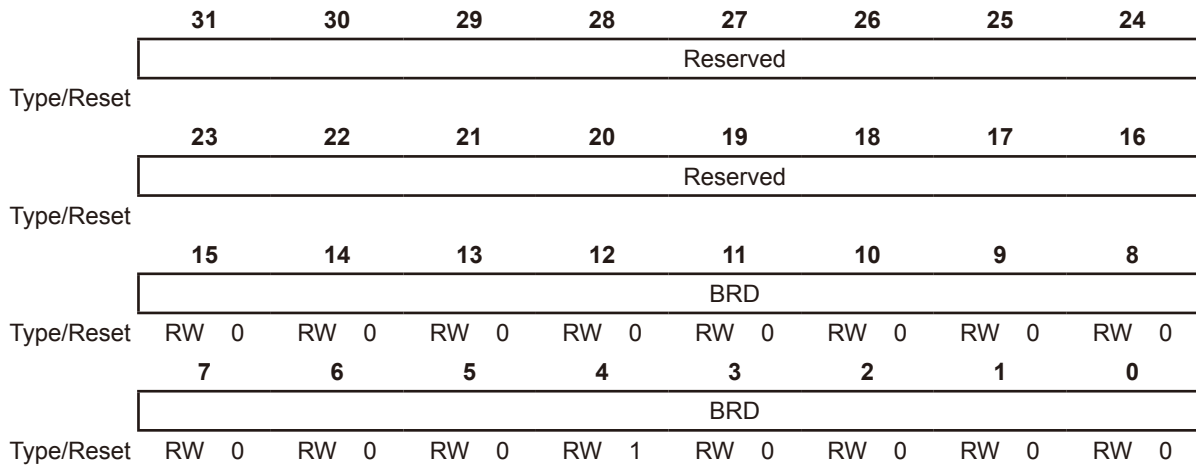 31 30 29 28 27 26 25 24
Reserved
Type/Reset
23 22 21 20 19 18 17 16
Reserved
Type/Reset
15 14 13 12 11 10 9 8
BRD
Type/Reset RW 0 RW 0 RW 0 RW 0 RW 0 RW 0 RW 0 RW 0
7 6 5 4 3 2 1 0
BRD
Type/Reset RW 0 RW 0 RW 0 RW 1 RW 0 RW 0 RW 0 RW 0